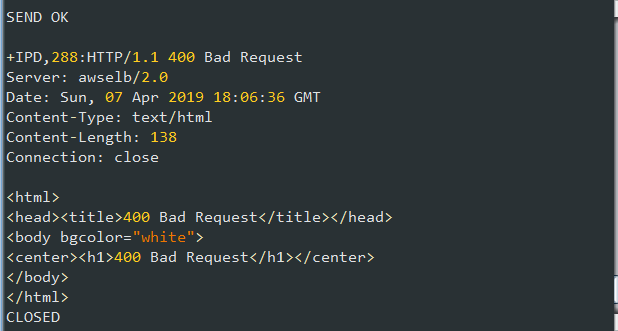 SEND OK
+IPD,288:HTTP/1.1 400 Bad Request
Server: awselb/2.0
Date: Sun, 07 Apr 2019 18:06:36 GMT
Content-Type: text/html
Content-Length: 138
Connection: close
<html>
<head><title>400 Bad Request</title></head>
<body bgcolor="white">
<center><h1>400 Bad Request</h1></center>
</body>
</html>
CLOSED